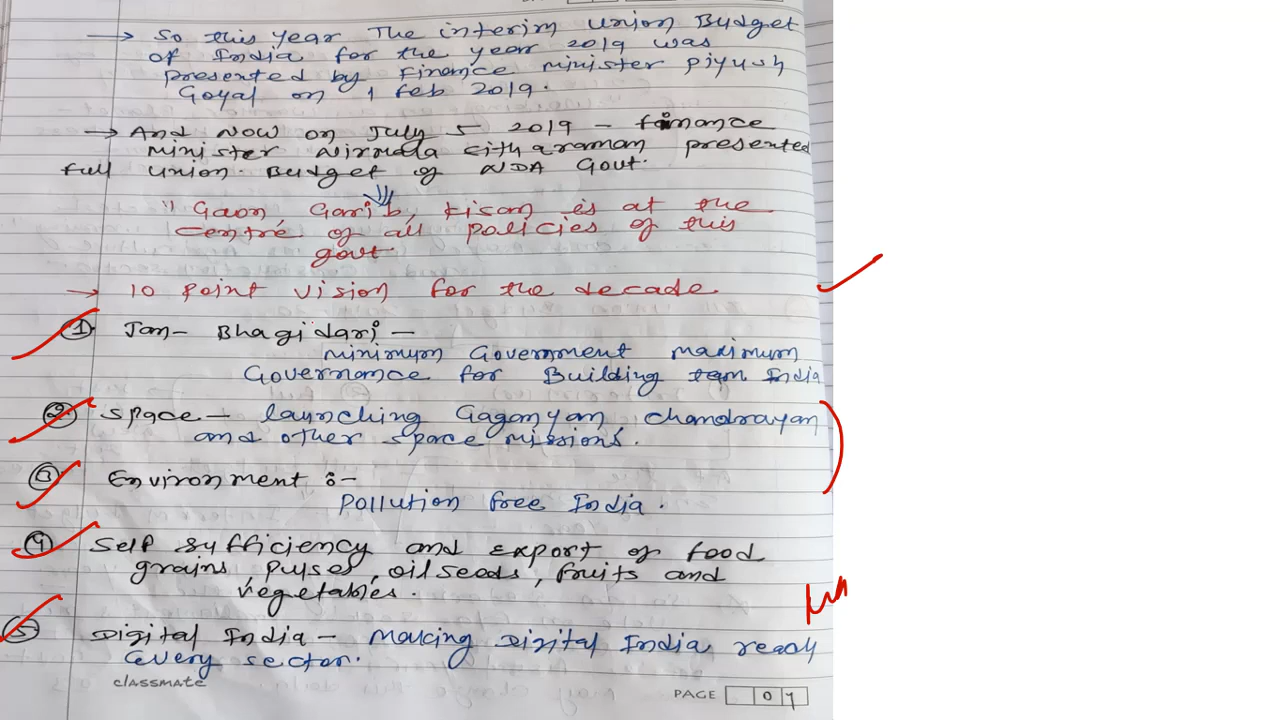 → So this year The interim Union Budget
of India for the year 2019 was
presented by Finance minister piyush
Goyal on 1 Feb 2019.
→ And Now on July 5 2019 - finance
minister Nirmala citharaman presented
full Union. Budget of NDA Govt.
" Gaon, Garib, kisan is at the
centre of all policies of this
govt
→ 10 point vision for the decade
① Jan- Bhagidari -
minimum Government maximum
Governance for Building team India
② Space - launching Gaganyan, chandrayan
and other space missions.
③ Environment :-
pollution free India.
④ Self sufficiency and export of food
grains, pulses, oil seeds, fruits and
vegetables.
⑤ Digital India - making Digital India reach
every sector.
classmate
PAGE 07